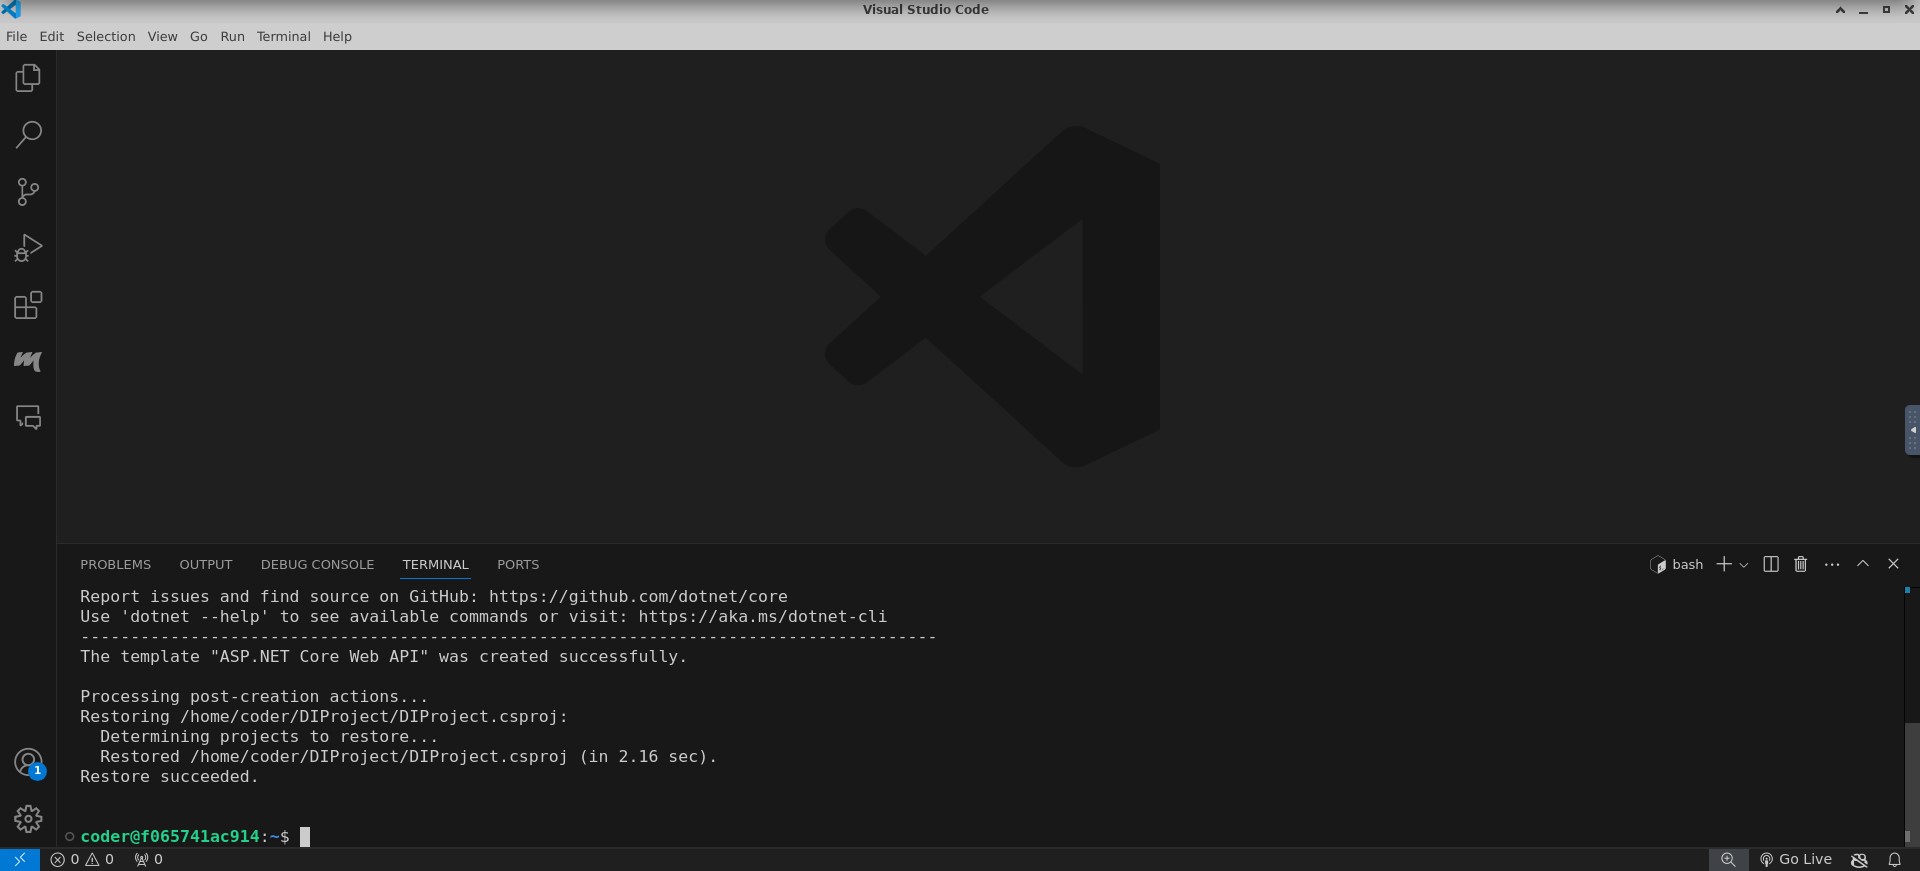 Visual Studio Code
File Edit Selection View Go Run Terminal Help
PROBLEMS OUTPUT DEBUG CONSOLE TERMINAL PORTS
bash
Report issues and find source on GitHub: https://github.com/dotnet/core
Use 'dotnet --help' to see available commands or visit: https://aka.ms/dotnet-cli
--------------------------------------------------------------------------------------
The template "ASP.NET Core Web API" was created successfully.
Processing post-creation actions...
Restoring /home/coder/DIProject/DIProject.csproj:
Determining projects to restore...
Restored /home/coder/DIProject/DIProject.csproj (in 2.16 sec).
Restore succeeded.
1
coder@f065741ac914:~$
0 0 0
Go Live